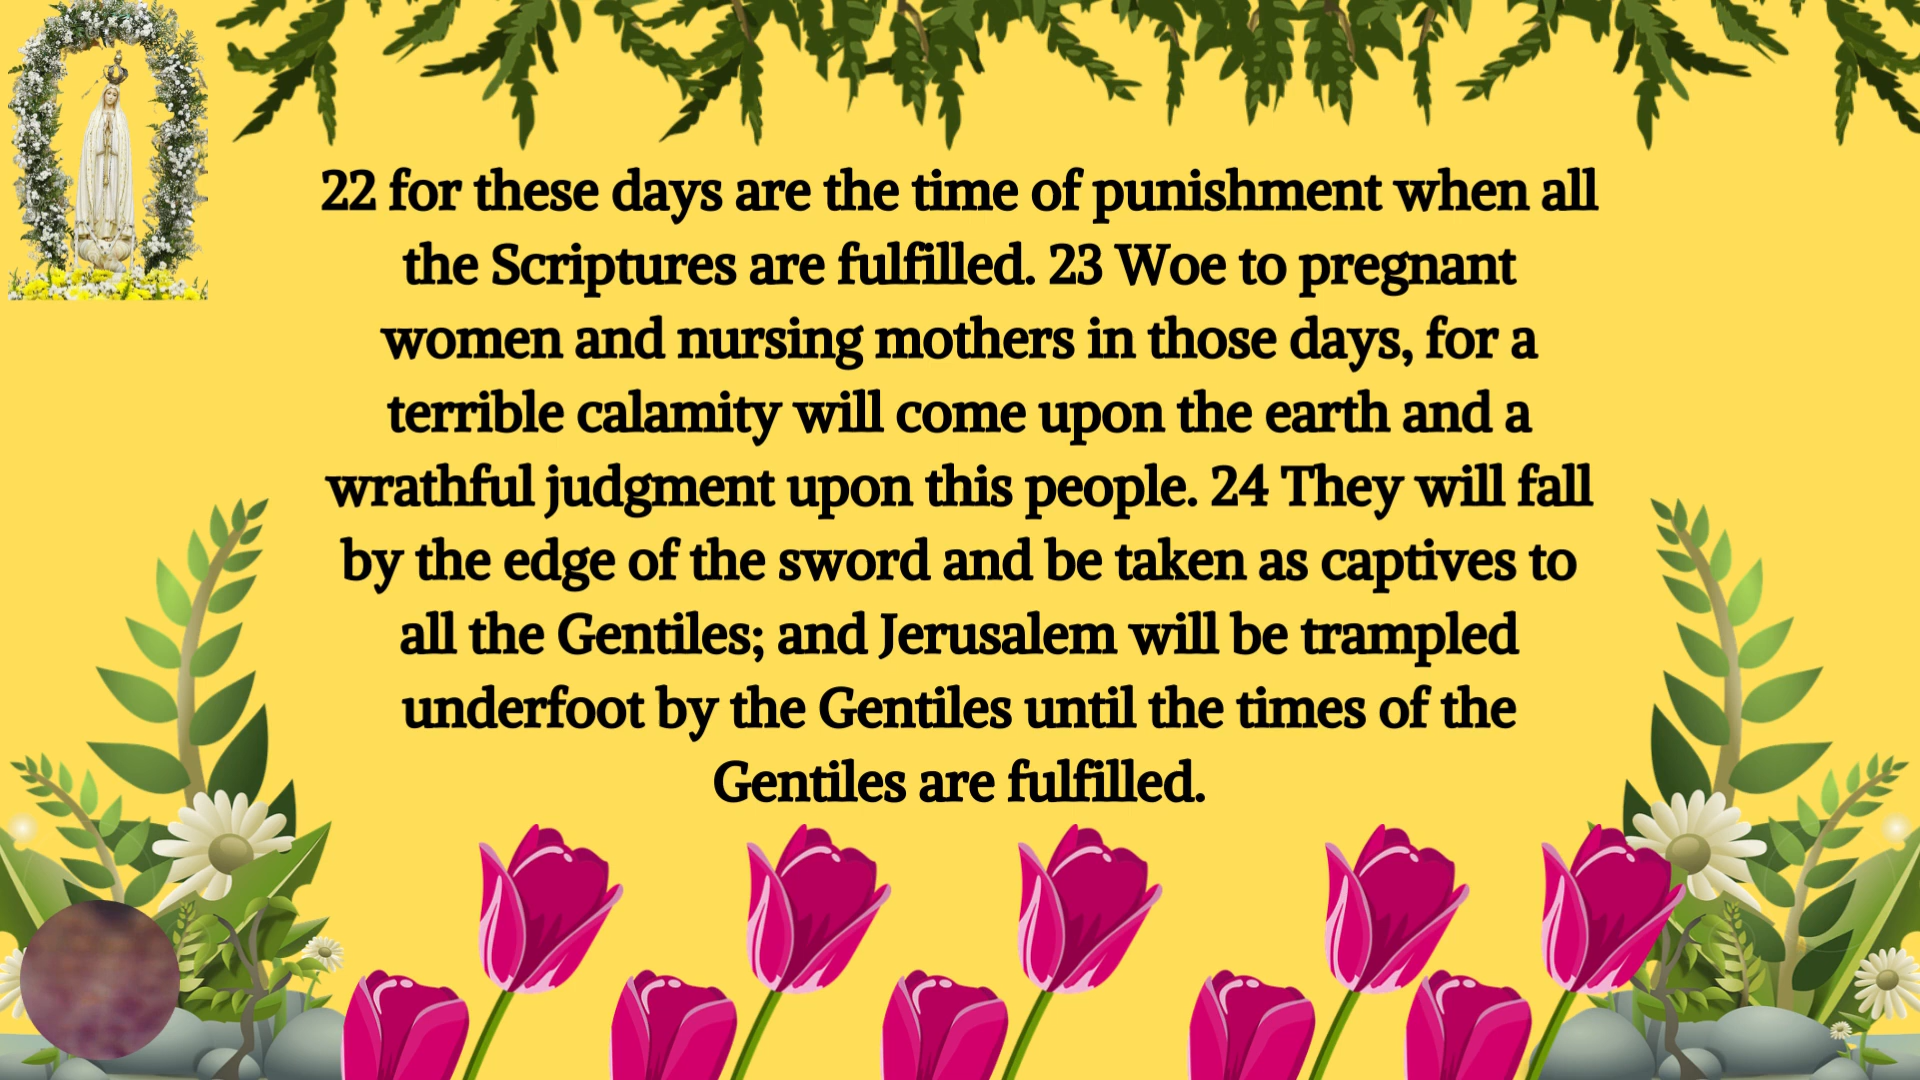 22 for these days are the time of punishment when all
the Scriptures are fulfilled. 23 Woe to pregnant
women and nursing mothers in those days, for a
terrible calamity will come upon the earth and a
wrathful judgment upon this people. 24 They will fall
by the edge of the sword and be taken as captives to
all the Gentiles; and Jerusalem will be trampled
underfoot by the Gentiles until the times of the
Gentiles are fulfilled.